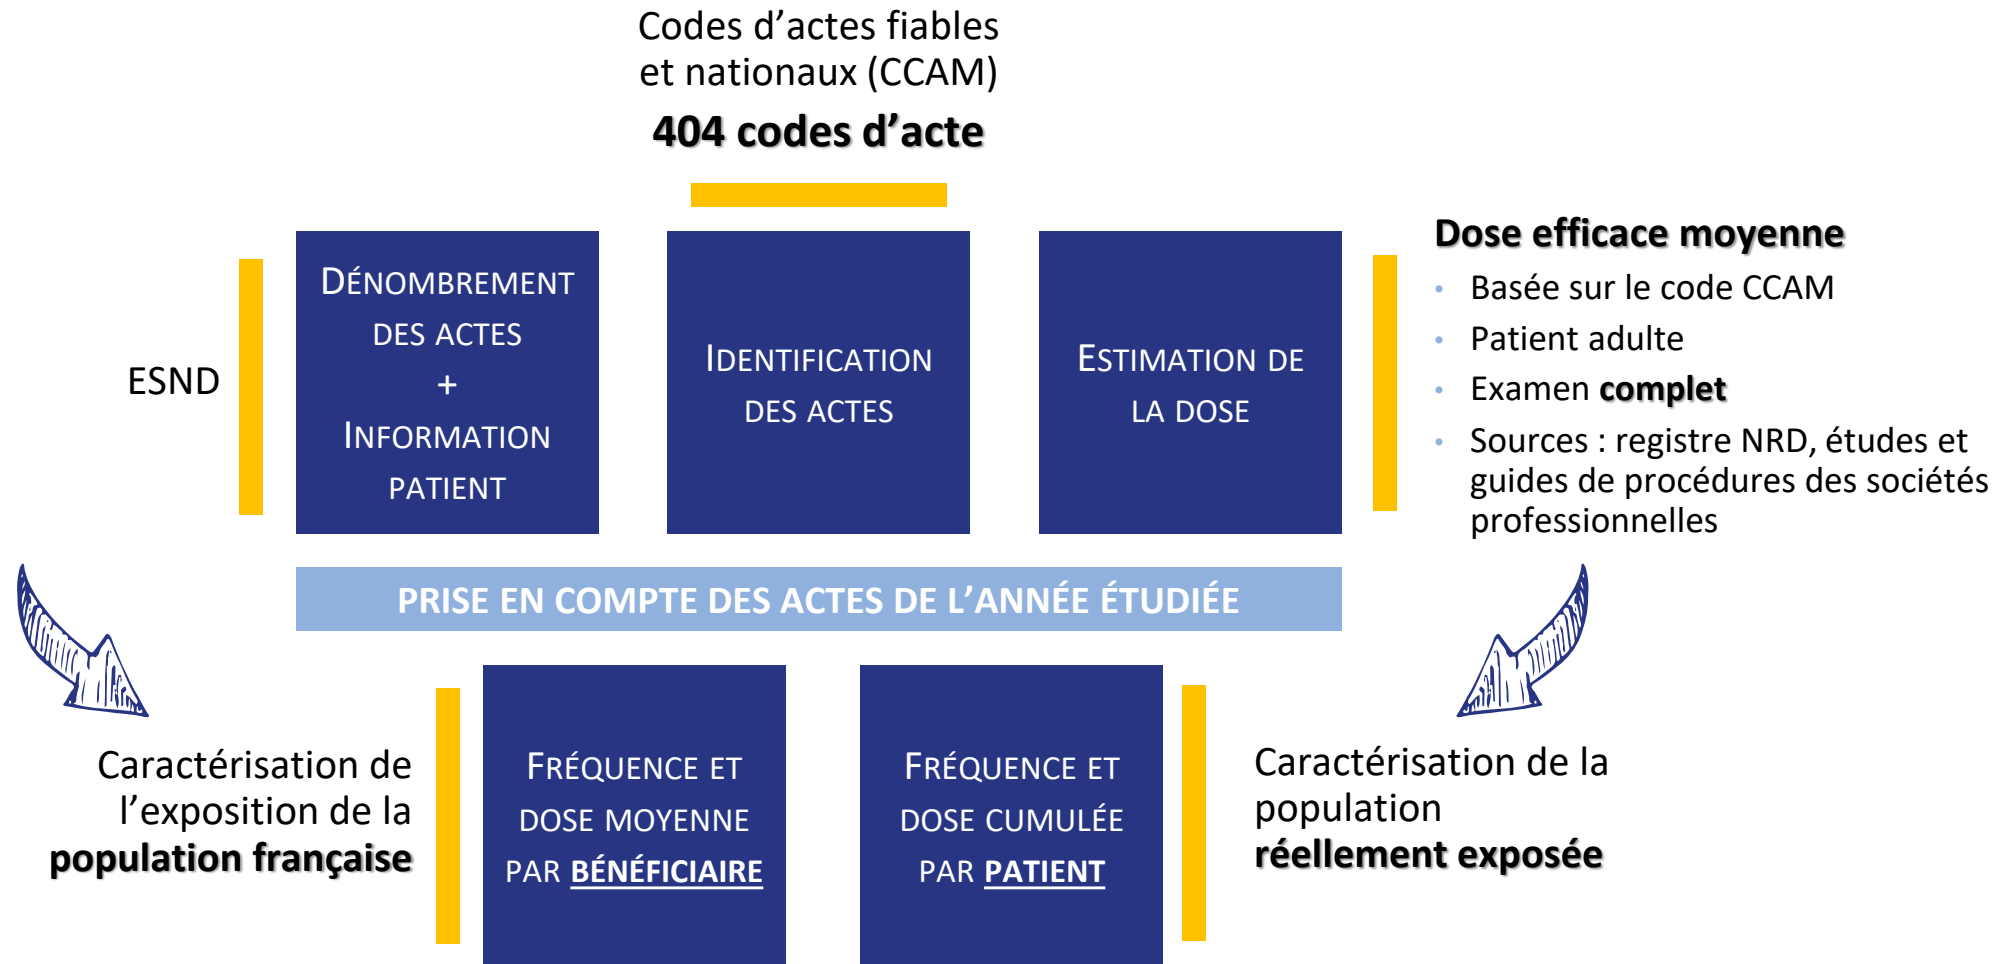 Codes d’actes fiables
et nationaux (CCAM)
404 codes d’acte
ESND
DÉNOMBREMENT
DES ACTES
+
INFORMATION
PATIENT
IDENTIFICATION
DES ACTES
ESTIMATION DE
LA DOSE
Dose efficace moyenne
• Basée sur le code CCAM
• Patient adulte
• Examen complet
• Sources : registre NRD, études et
guides de procédures des sociétés
professionnelles
PRISE EN COMPTE DES ACTES DE L’ANNÉE ÉTUDIÉE
Caractérisation de
l’exposition de la
population française
FRÉQUENCE ET
DOSE MOYENNE
PAR BÉNÉFICIAIRE
FRÉQUENCE ET
DOSE CUMULÉE
PAR PATIENT
Caractérisation de la
population
réellement exposée